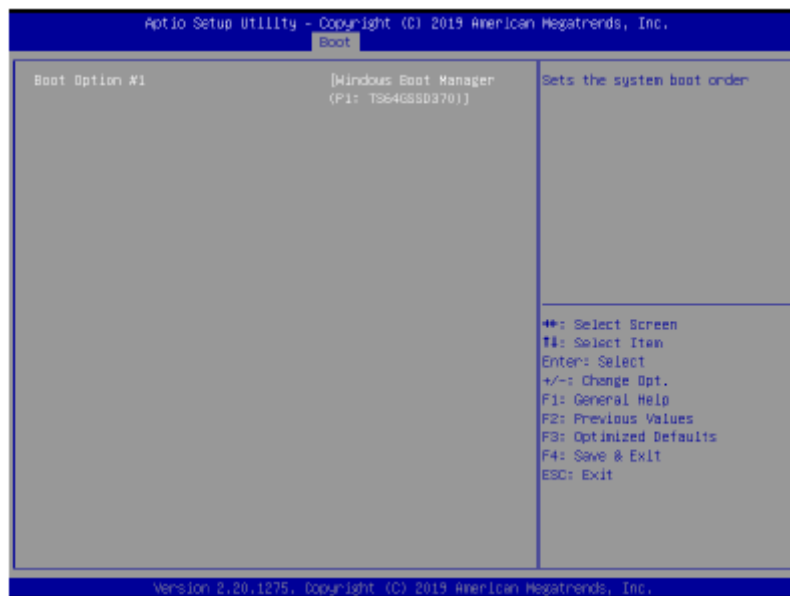 Aptio Setup Utility - Copyright (C) 2019 American Megatrends, Inc.
Boot
Boot Option #1
[Windows Boot Manager
(P1: TS64GSSD370)]
Sets the system boot order
→←: Select Screen
↑↓: Select Item
Enter: Select
+/-: Change Opt.
F1: General Help
F2: Previous Values
F3: Optimized Defaults
F4: Save & Exit
ESC: Exit
Version 2.20.1275. Copyright (C) 2019 American Megatrends, Inc.